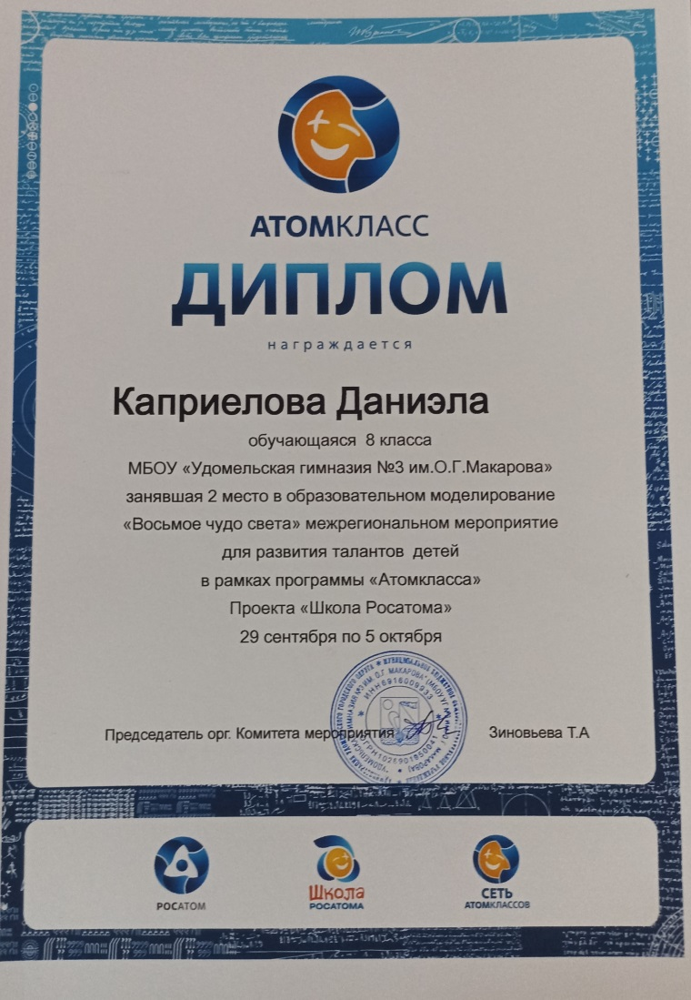 АТОМКЛАСС
ДИПЛОМ
награждается
Каприелова Даниэла
обучающаяся 8 класса
МБОУ «Удомельская гимназия №3 им.О.Г.Макарова»
занявшая 2 место в образовательном моделирование
«Восьмое чудо света» межрегиональном мероприятие
для развития талантов детей
в рамках программы «Атомкласса»
Проекта «Школа Росатома»
29 сентября по 5 октября
Председатель орг. Комитета мероприятия Зиновьева Т.А
РОСАТОМ
Школа
РОСАТОМА
СЕТЬ
АТОМКЛАССОВ